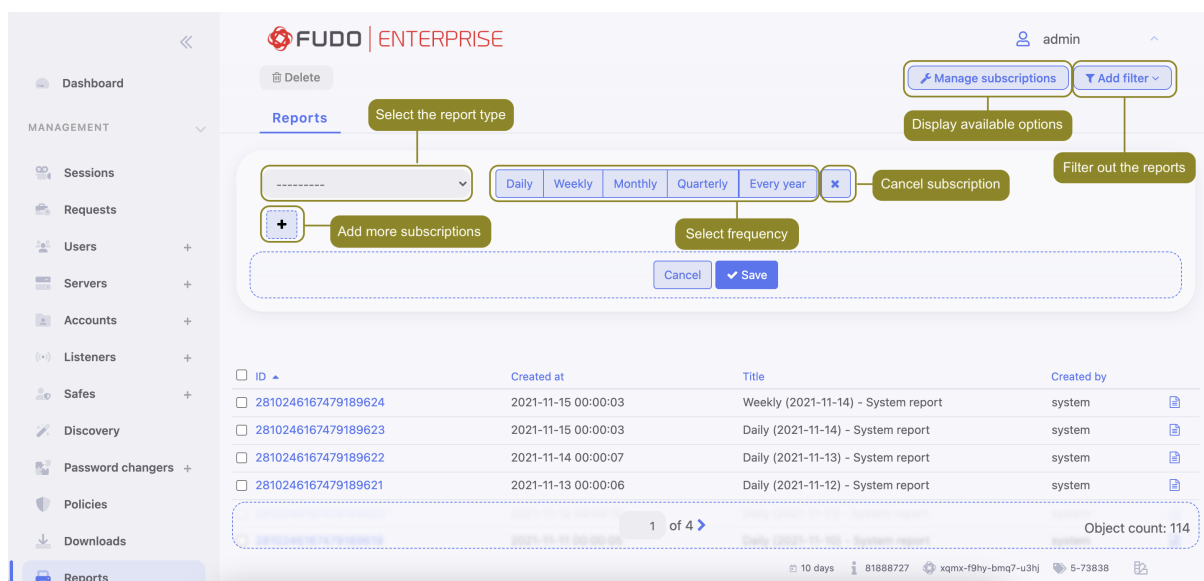 FUDO ENTERPRISE
admin
Delete
Manage subscriptions
Add filter
Display available options
Filter out the reports
Reports
Select the report type
---------
Daily
Weekly
Monthly
Quarterly
Every year
Cancel subscription
Add more subscriptions
Select frequency
Cancel
Save
Dashboard
MANAGEMENT
Sessions
Requests
Users +
Servers +
Accounts +
Listeners +
Safes +
Discovery
Password changers +
Policies
Downloads
Reports
ID Created at Title Created by
2810246167479189624 2021-11-15 00:00:03 Weekly (2021-11-14) - System report system
2810246167479189623 2021-11-15 00:00:03 Daily (2021-11-14) - System report system
2810246167479189622 2021-11-14 00:00:07 Daily (2021-11-13) - System report system
2810246167479189621 2021-11-13 00:00:06 Daily (2021-11-12) - System report system
1 of 4
Object count: 114
10 days 81888727 xqmx-f9hy-bmq7-u3hj 5-73838